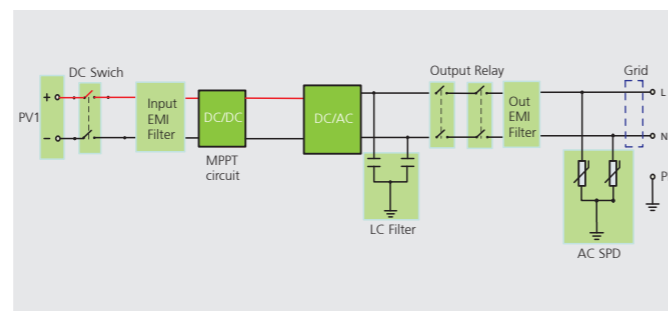 DC Swich
PV1
+
−
Input
EMI
Filter
DC/DC
MPPT
circuit
DC/AC
LC Filter
Output Relay
Out
EMI
Filter
Grid
L
N
P
AC SPD